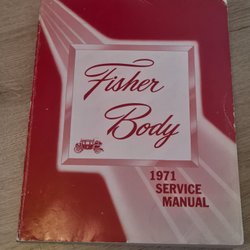 Fisher
Body
1971
SERVICE
MANUAL